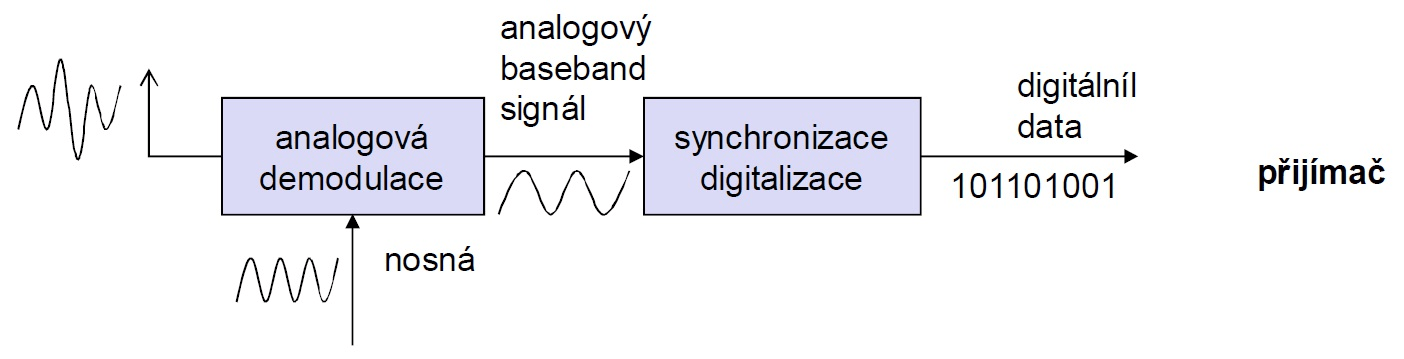 analogový
baseband
signál
digitálníl
data
analogová
demodulace
synchronizace
digitalizace
101101001
přijímač
nosná